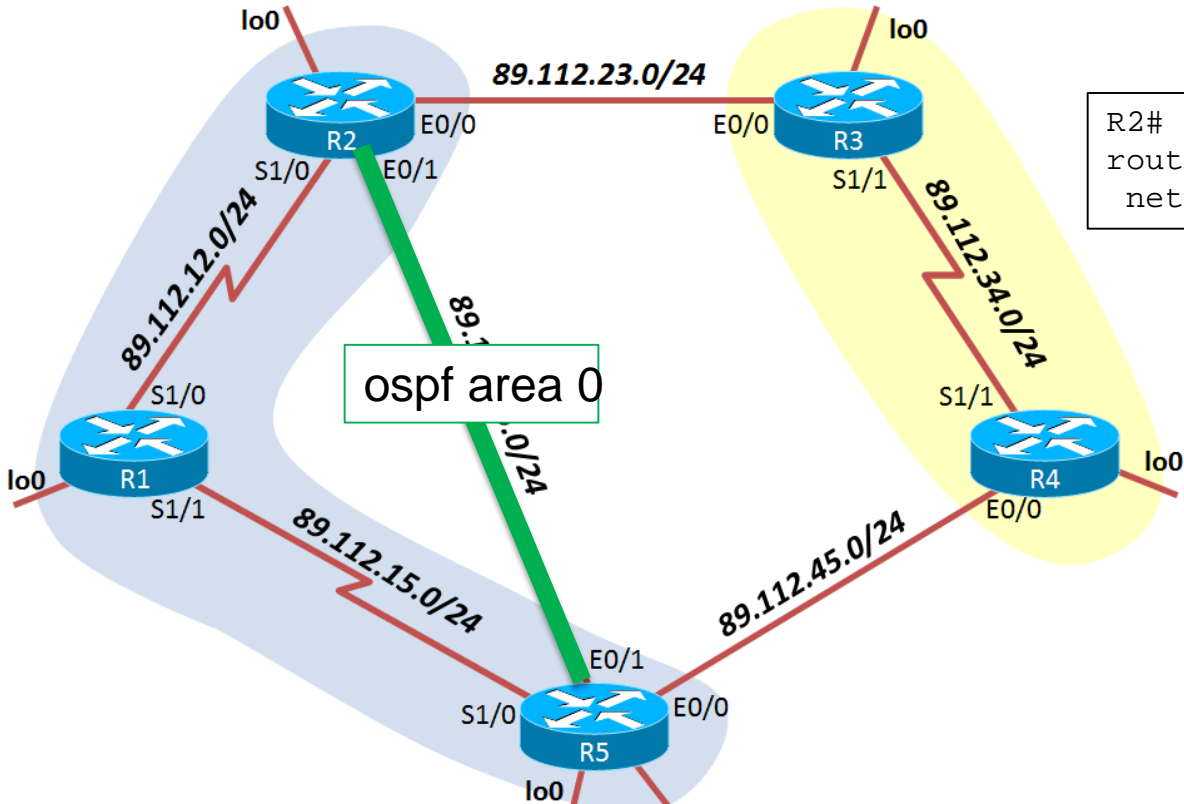 lo0
lo0
89.112.23.0/24
R2
E0/0
E0/0
R3
R2#
S1/0
E0/1
S1/1
89.112.12.0/24
89.112.34.0/24
ospf area 0
S1/0
S1/1
lo0
R1
R4
lo0
S1/1
E0/0
89.112.15.0/24
89.112.45.0/24
E0/1
S1/0
E0/0
R5
lo0